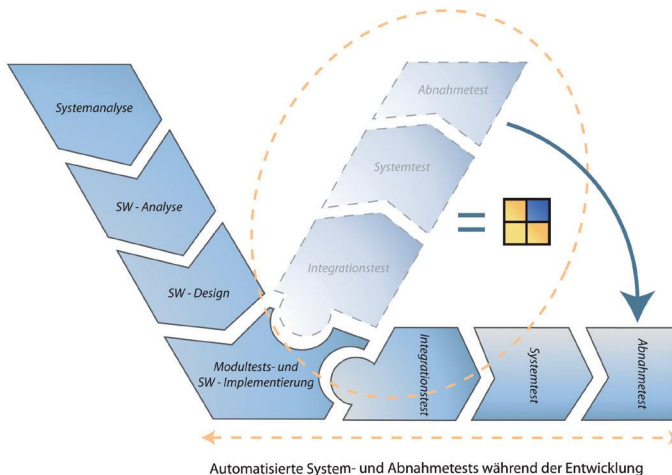 Systemanalyse
SW - Analyse
SW - Design
Modultests- und
SW - Implementierung
Abnahmetest
Systemtest
Integrationstest
=
Integrationstest
Systemtest
Abnahmetest
Automatisierte System- und Abnahmetests während der Entwicklung